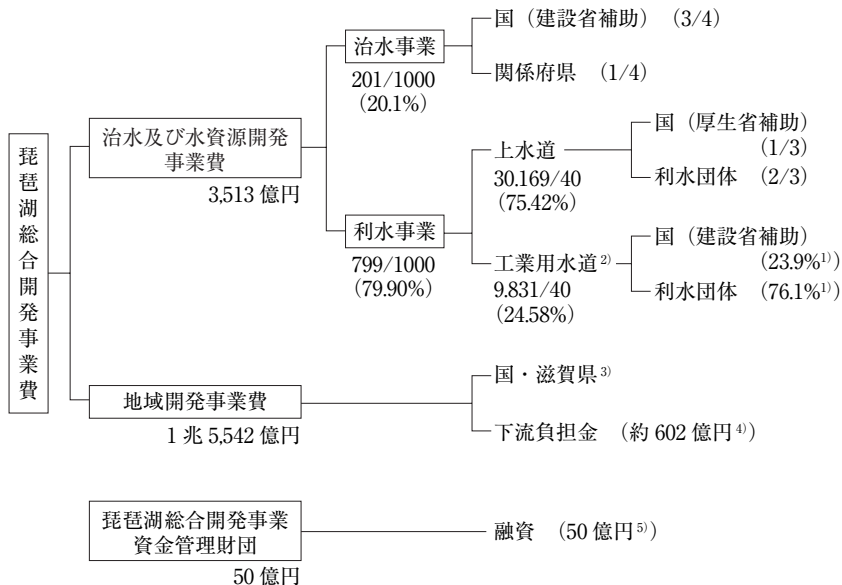 琵琶湖総合開発事業費
治水及び水資源開発
事業費
3,513 億円
治水事業
201/1000
(20.1%)
国(建設省補助) (3/4)
関係府県 (1/4)
利水事業
799/1000
(79.90%)
上水道
30.169/40
(75.42%)
国(厚生省補助)
(1/3)
利水団体 (2/3)
工業用水道2)
9.831/40
(24.58%)
国(建設省補助)
(23.9%1))
利水団体 (76.1%1))
地域開発事業費
1 兆 5,542 億円
国・滋賀県3)
下流負担金 (約 602 億円4))
琵琶湖総合開発事業
資金管理財団
50 億円
融資 (50 億円5))